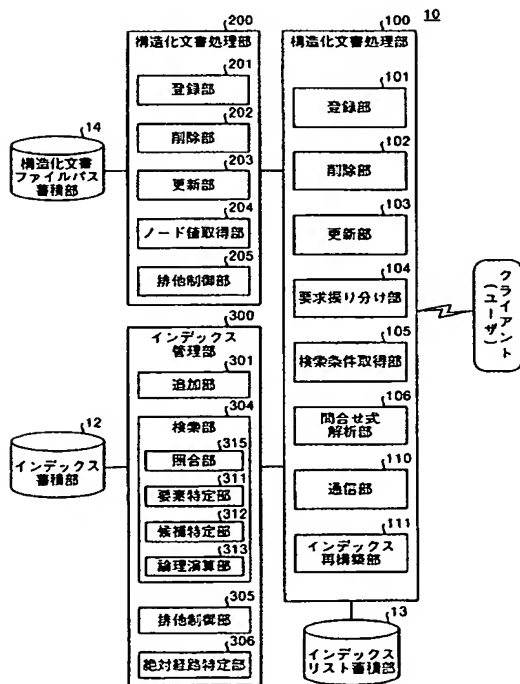 10
200
構造化文書処理部
201
登録部
202
削除部
203
更新部
204
ノード値取得部
205
排他制御部
14
構造化文書
ファイルパス
蓄積部
300
インデックス
管理部
301
追加部
304
検索部
315
照合部
311
要素特定部
312
候補特定部
313
論理演算部
305
排他制御部
306
絶対経路特定部
12
インデックス
蓄積部
100
構造化文書処理部
101
登録部
102
削除部
103
更新部
104
要求振り分け部
105
検索条件取得部
106
問合せ式
解析部
110
通信部
111
インデックス
再構築部
13
インデックス
リスト蓄積部
クライアント
(ユーザ)